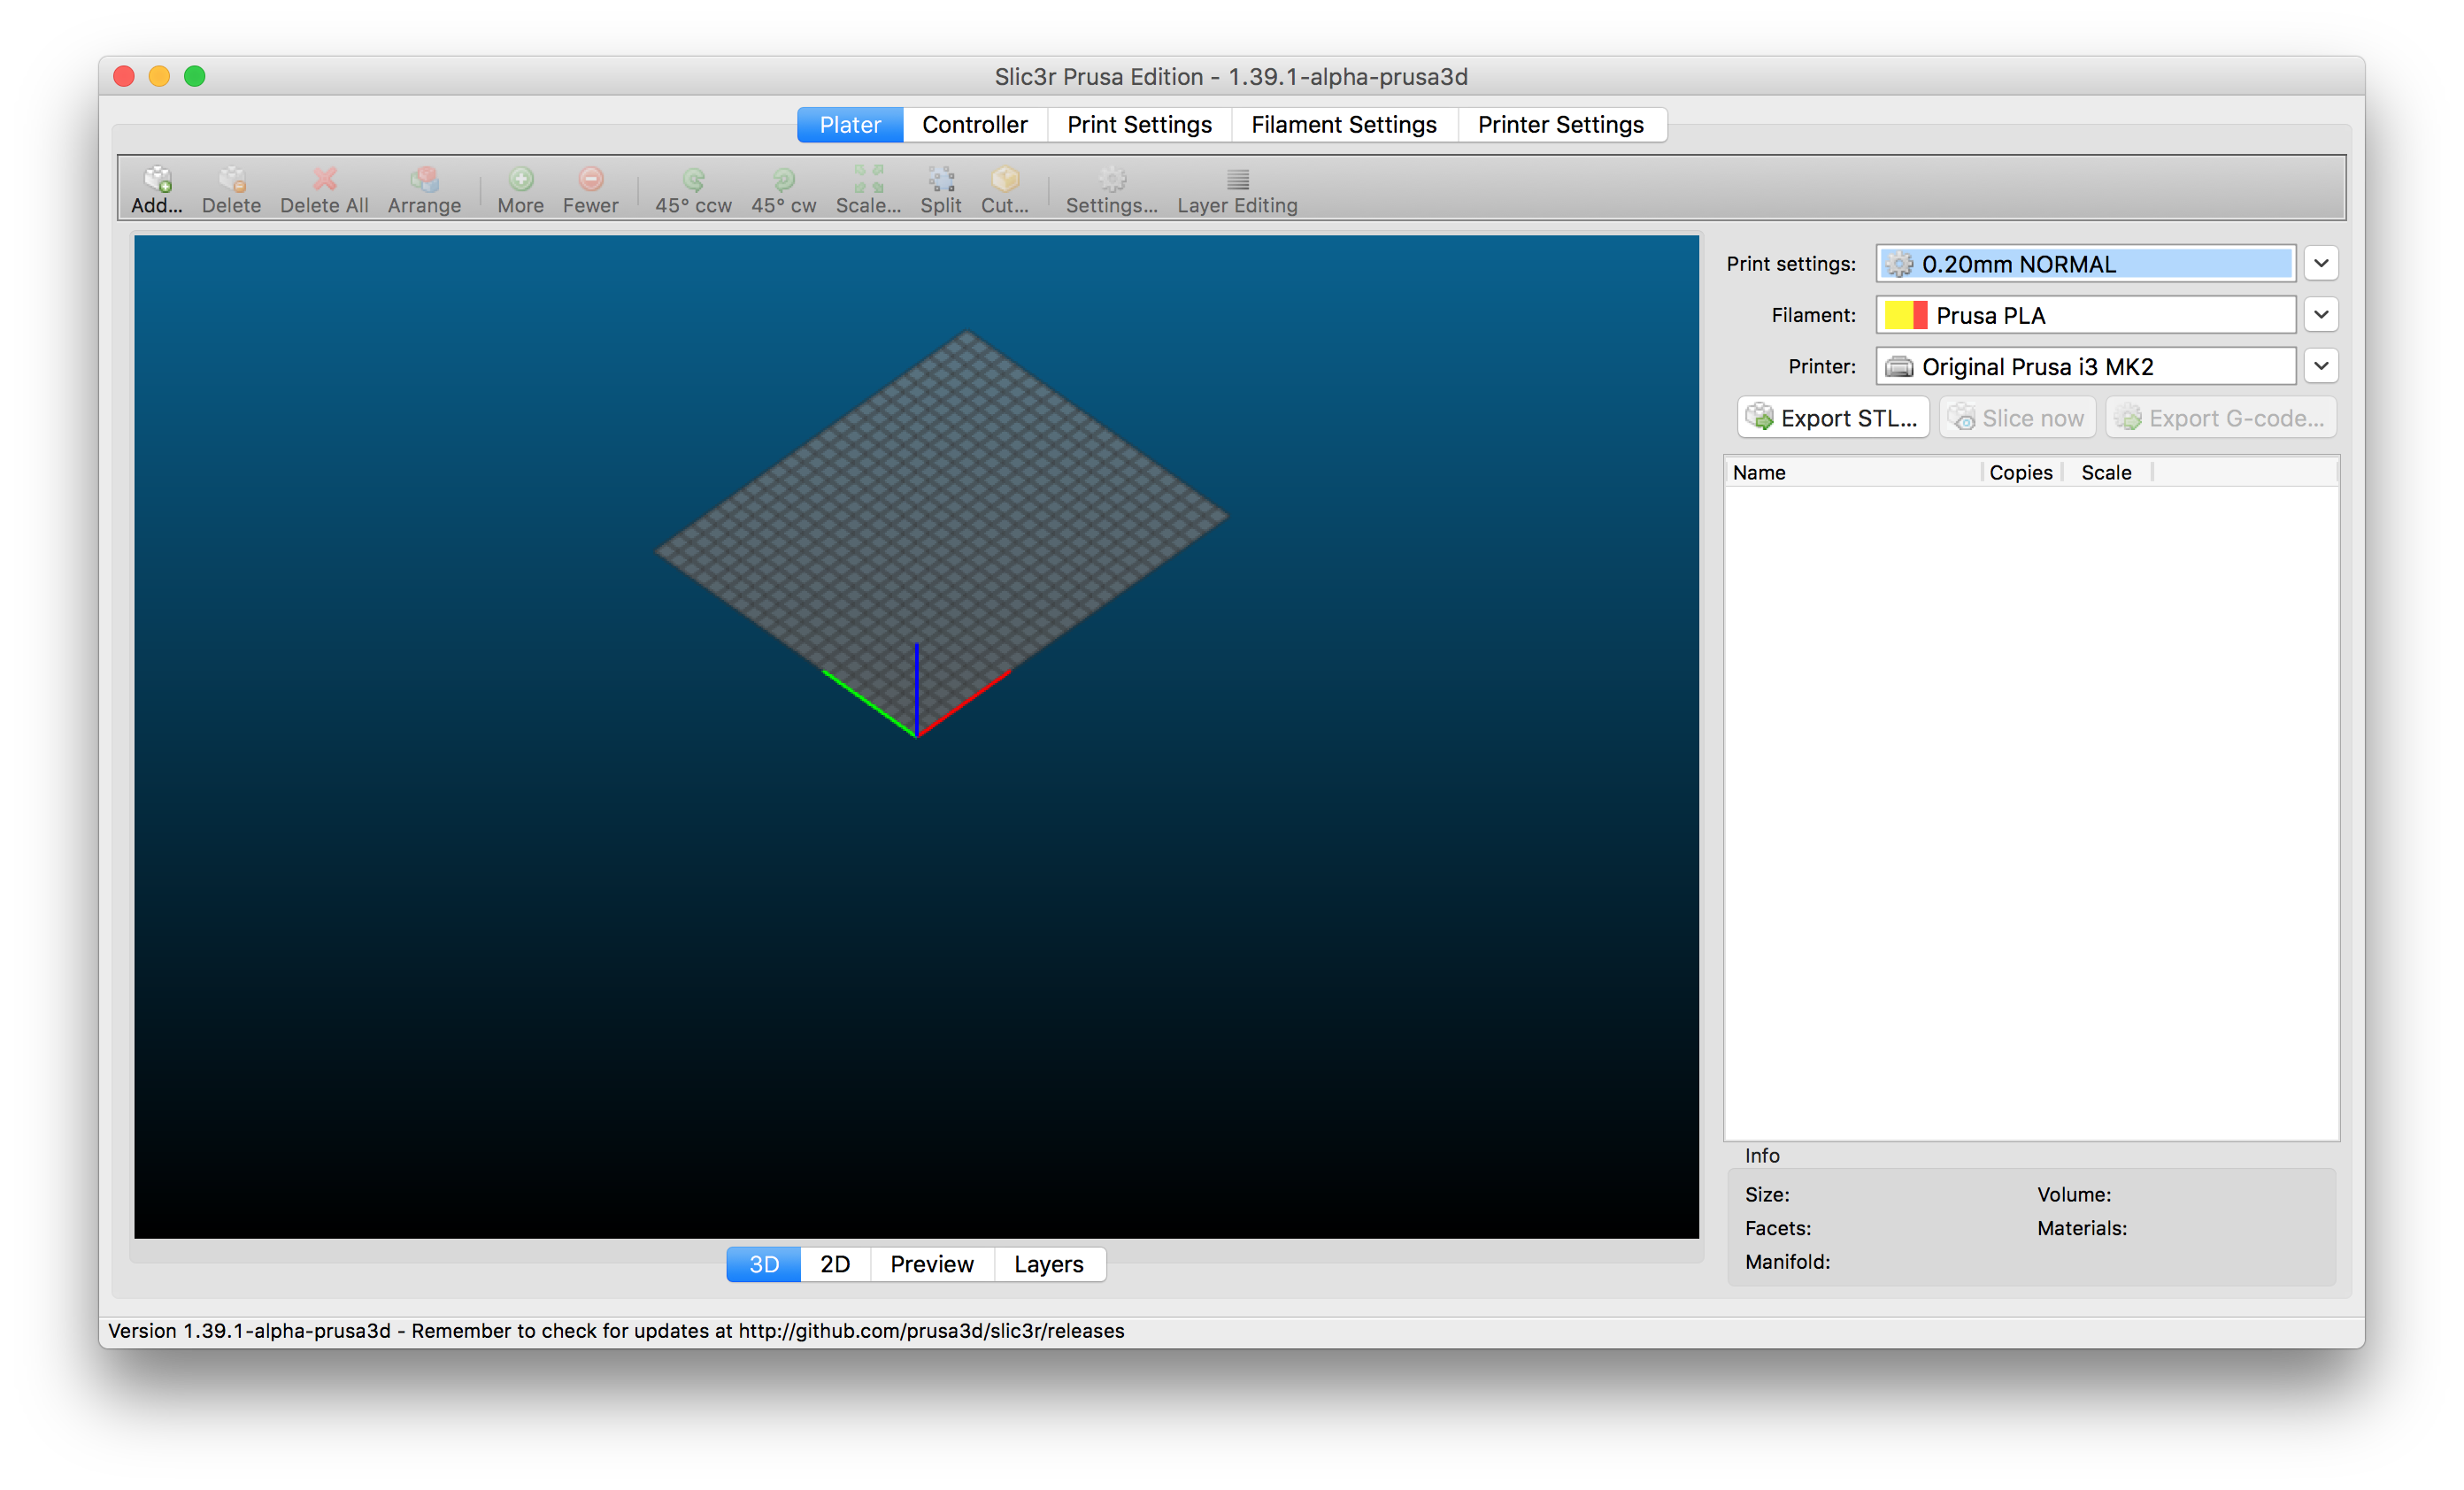 Slic3r Prusa Edition - 1.39.1-alpha-prusa3d
Plater Controller Print Settings Filament Settings Printer Settings
Add... Delete Delete All Arrange More Fewer 45° ccw 45° cw Scale... Split Cut... Settings... Layer Editing
Print settings: 0.20mm NORMAL
Filament: Prusa PLA
Printer: Original Prusa i3 MK2
Export STL... Slice now Export G-code...
Name Copies Scale
Info
Size: Volume:
Facets: Materials:
Manifold:
3D 2D Preview Layers
Version 1.39.1-alpha-prusa3d - Remember to check for updates at http://github.com/prusa3d/slic3r/releases